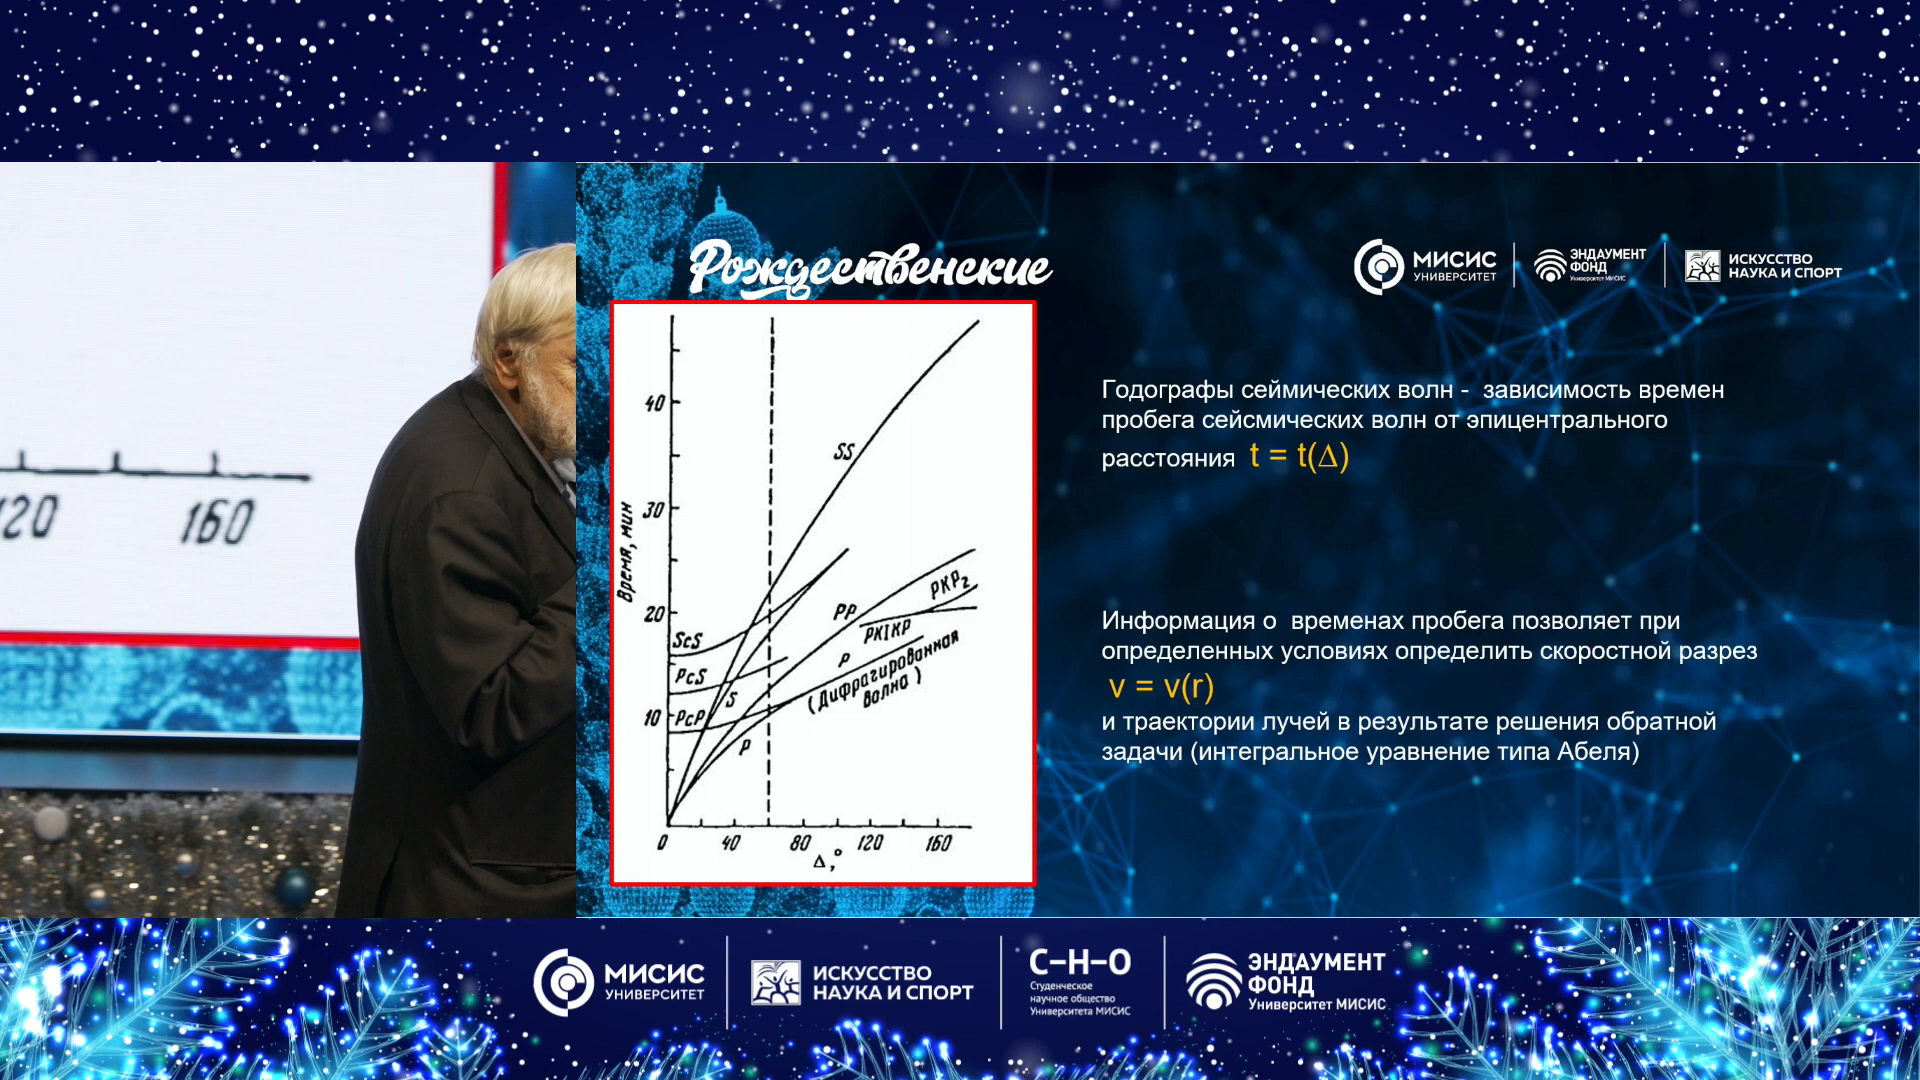 120
160
Рождественские
МИСИС
УНИВЕРСИТЕТ
ЭНДАУМЕНТ
ФОНД
Университет МИСИС
ИСКУССТВО
НАУКА И СПОРТ
Время, мин
40
30
20
10
0
40
80
120
160
Δ,°
SS
ScS
PcS
PcP
S
P
PP
PKP2
PKIKP
P
(Дифрагированная
волна)
Годографы сеймических волн - зависимость времен
пробега сейсмических волн от эпицентрального
расстояния t = t(Δ)
Информация о временах пробега позволяет при
определенных условиях определить скоростной разрез
v = v(r)
и траектории лучей в результате решения обратной
задачи (интегральное уравнение типа Абеля)
МИСИС
УНИВЕРСИТЕТ
ИСКУССТВО
НАУКА И СПОРТ
С-Н-О
Студенческое
научное общество
Университета МИСИС
ЭНДАУМЕНТ
ФОНД
Университет МИСИС